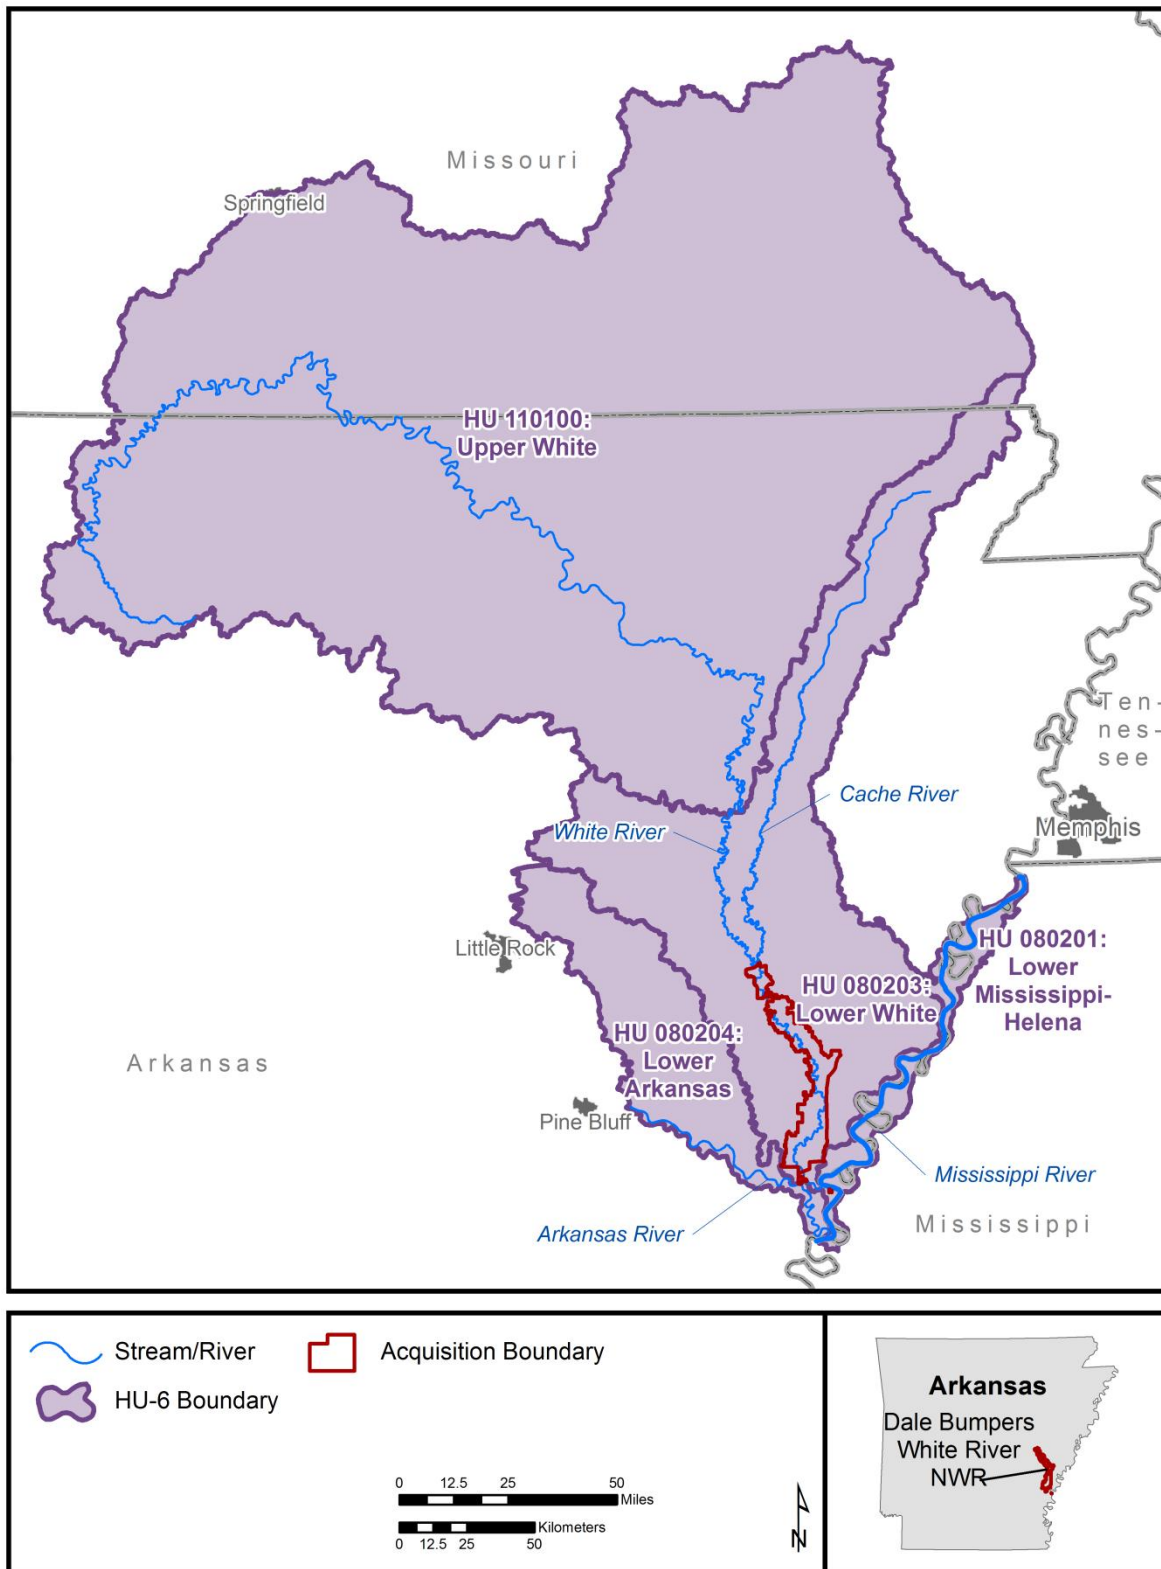 Missouri
Springfield
HU 110100:
Upper White
Ten-
nes-
see
Cache River
White River
Memphis
Little Rock
HU 080201:
Lower
Mississippi-
Helena
HU 080203:
Lower White
HU 080204:
Lower
Arkansas
Arkansas
Pine Bluff
Mississippi River
Mississippi
Arkansas River
Stream/River
Acquisition Boundary
HU-6 Boundary
0 12.5 25 50
Miles
Kilometers
0 12.5 25 50
N
Arkansas
Dale Bumpers
White River
NWR